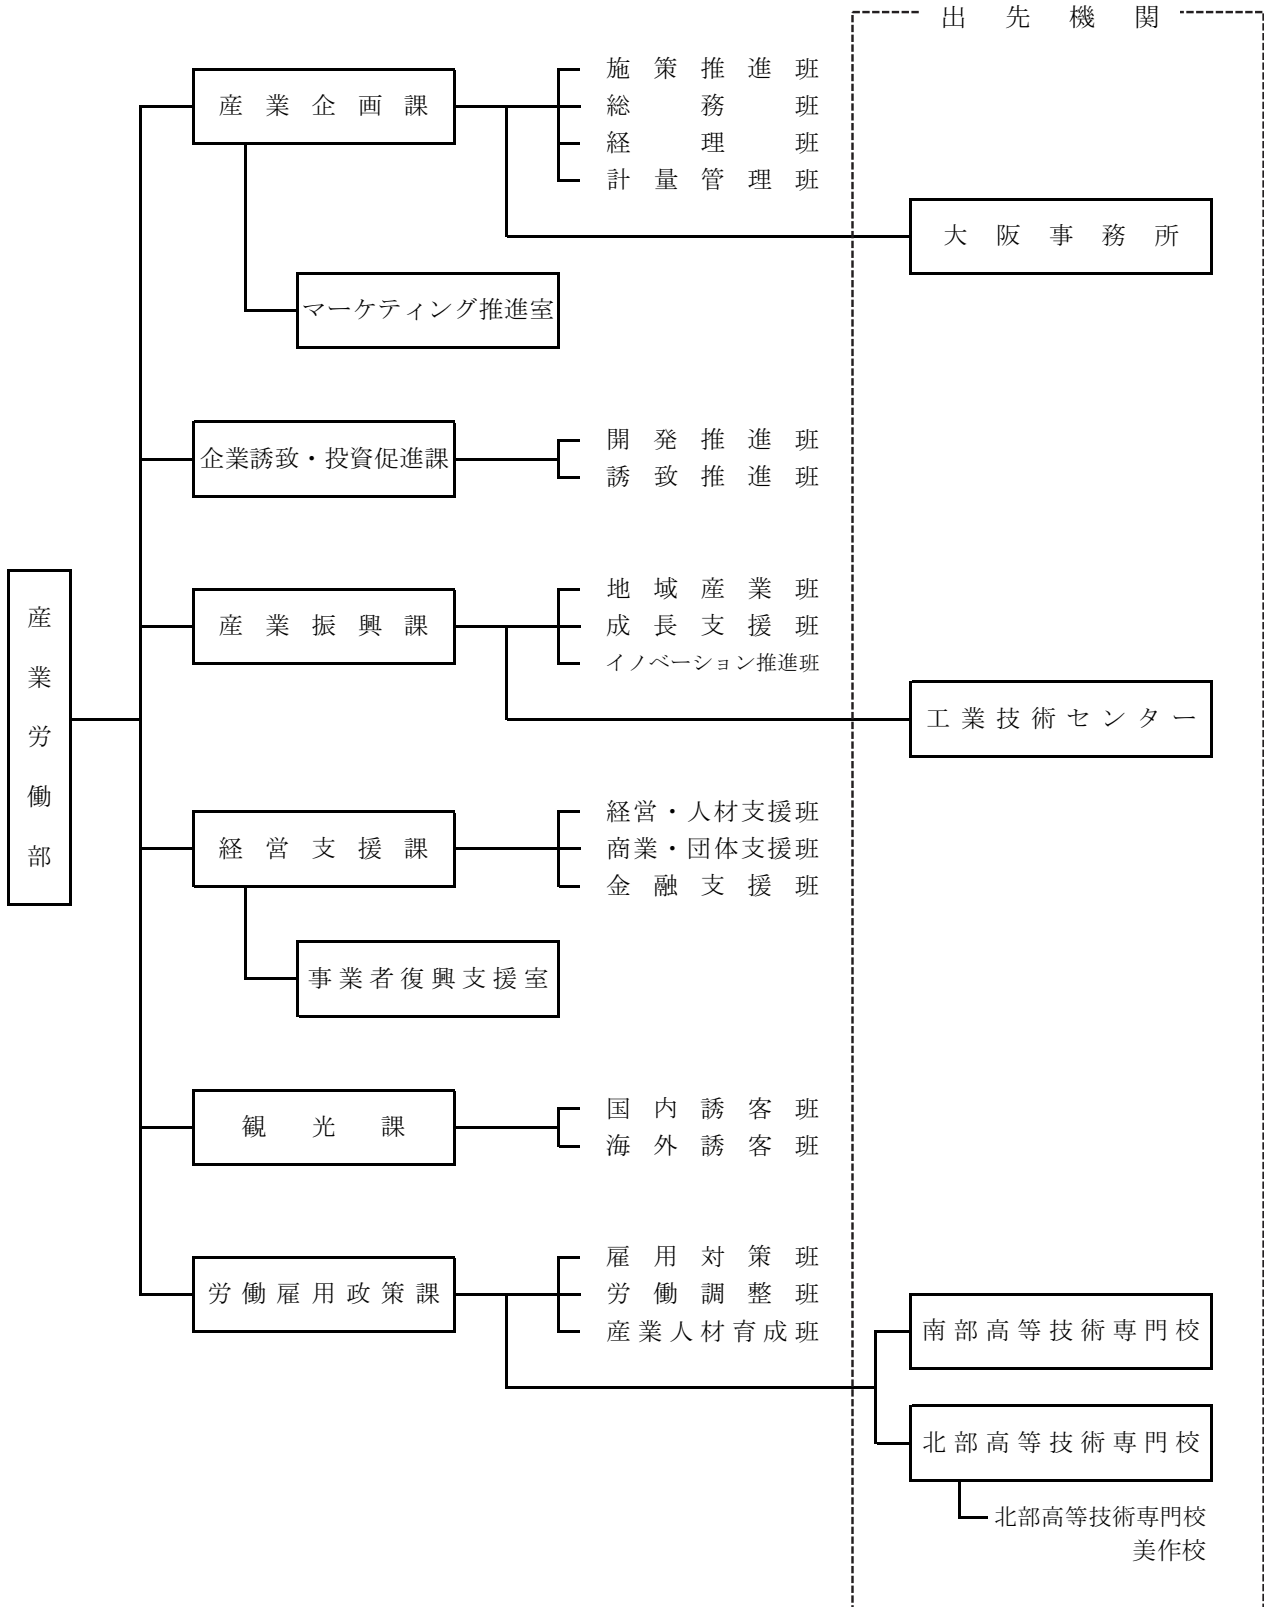 出先機関
産業企画課
施策推進班
総務班
経理班
計量管理班
大阪事務所
マーケティング推進室
企業誘致・投資促進課
開発推進班
誘致推進班
産業労働部
産業振興課
地域産業班
成長支援班
イノベーション推進班
工業技術センター
経営支援課
経営・人材支援班
商業・団体支援班
金融支援班
事業者復興支援室
観光課
国内誘客班
海外誘客班
労働雇用政策課
雇用対策班
労働調整班
産業人材育成班
南部高等技術専門校
北部高等技術専門校
北部高等技術専門校
美作校